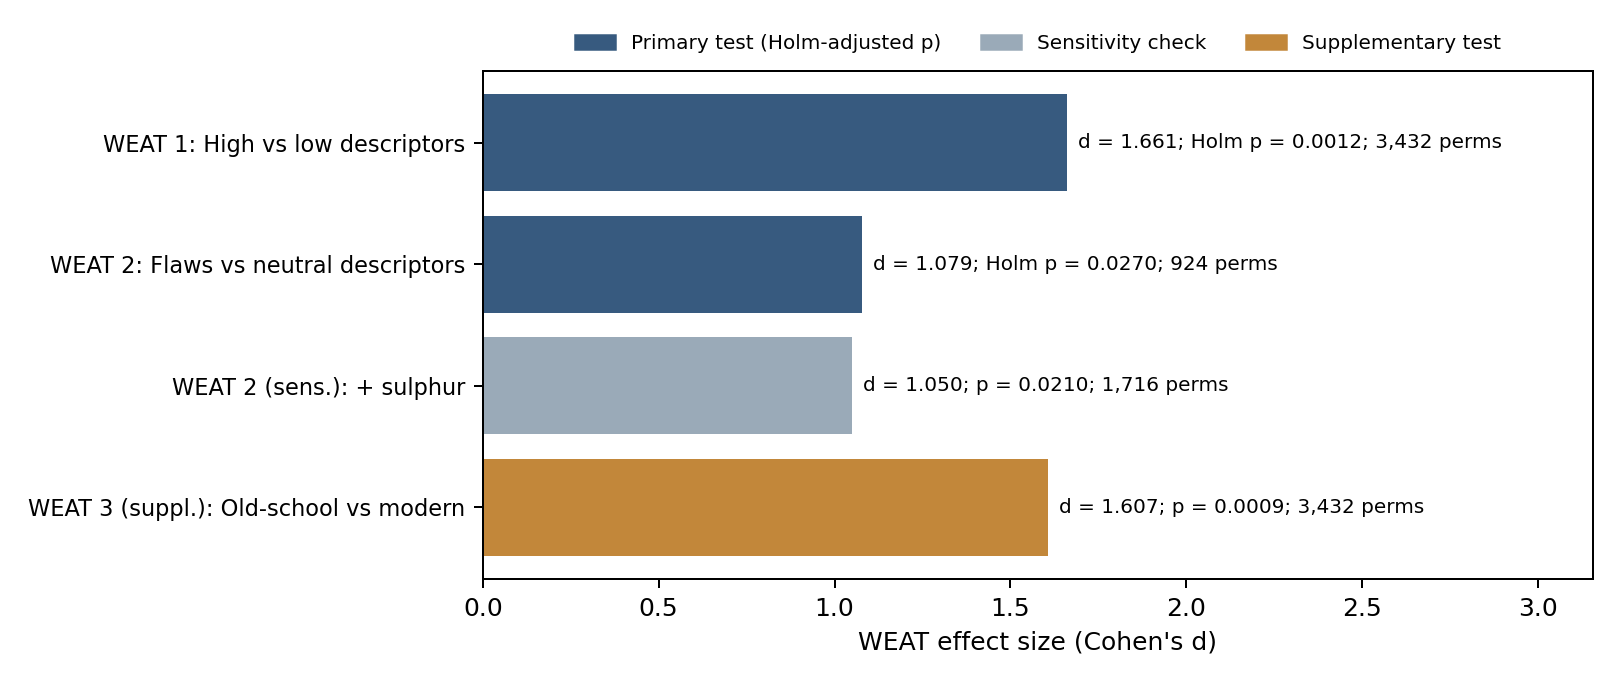 Primary test (Holm-adjusted p) Sensitivity check Supplementary test
WEAT 1: High vs low descriptors d = 1.661; Holm p = 0.0012; 3,432 perms
WEAT 2: Flaws vs neutral descriptors d = 1.079; Holm p = 0.0270; 924 perms
WEAT 2 (sens.): + sulphur d = 1.050; p = 0.0210; 1,716 perms
WEAT 3 (suppl.): Old-school vs modern d = 1.607; p = 0.0009; 3,432 perms
0.0 0.5 1.0 1.5 2.0 2.5 3.0
WEAT effect size (Cohen's d)